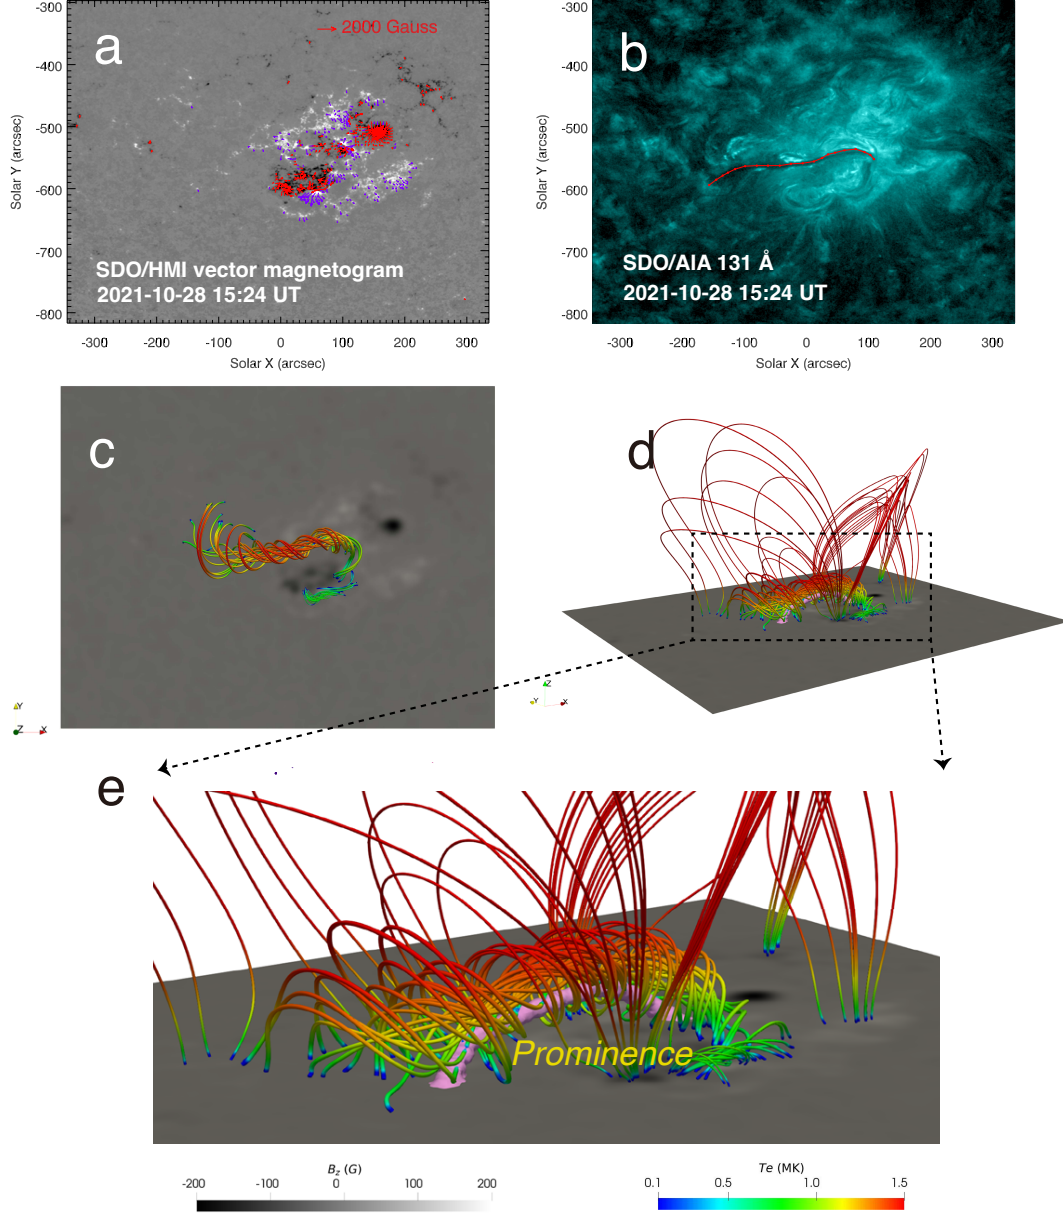 a
2000 Gauss
-300
-400
-500
-600
-700
-800
Solar Y (arcsec)
SDO/HMI vector magnetogram
2021-10-28 15:24 UT
-300 -200 -100 0 100 200 300
Solar X (arcsec)
b
-300
-400
-500
-600
-700
-800
Solar Y (arcsec)
SDO/AIA 131 Å
2021-10-28 15:24 UT
-300 -200 -100 0 100 200 300
Solar X (arcsec)
c
Y
Z X
d
Z
Y X
e
Prominence
Bz (G)
-200 -100 0 100 200
Te (MK)
0.1 0.5 1.0 1.5